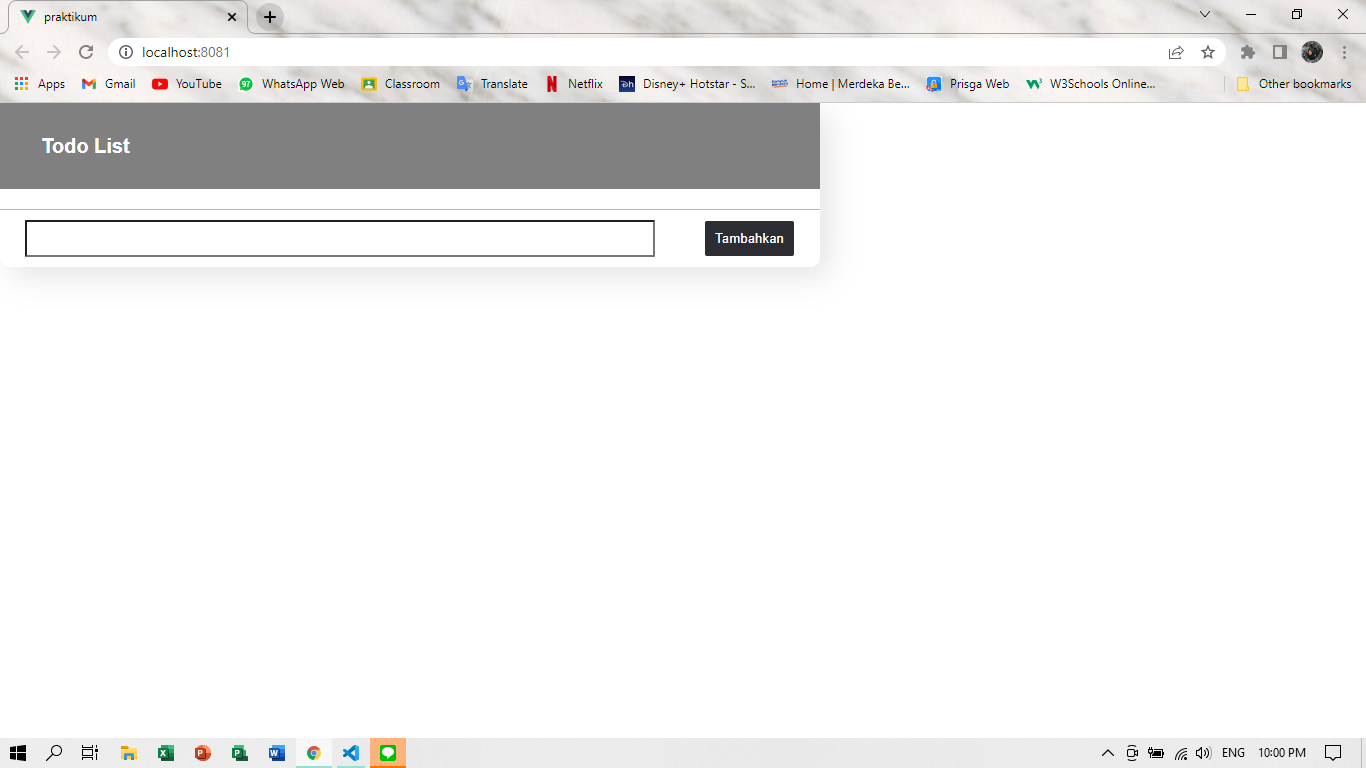 praktikum
localhost:8081
Apps Gmail YouTube 97 WhatsApp Web Classroom Translate Netflix Disney+ Hotstar - S... Home | Merdeka Be... Prisga Web W3Schools Online... Other bookmarks
Todo List
Tambahkan
ENG 10:00 PM